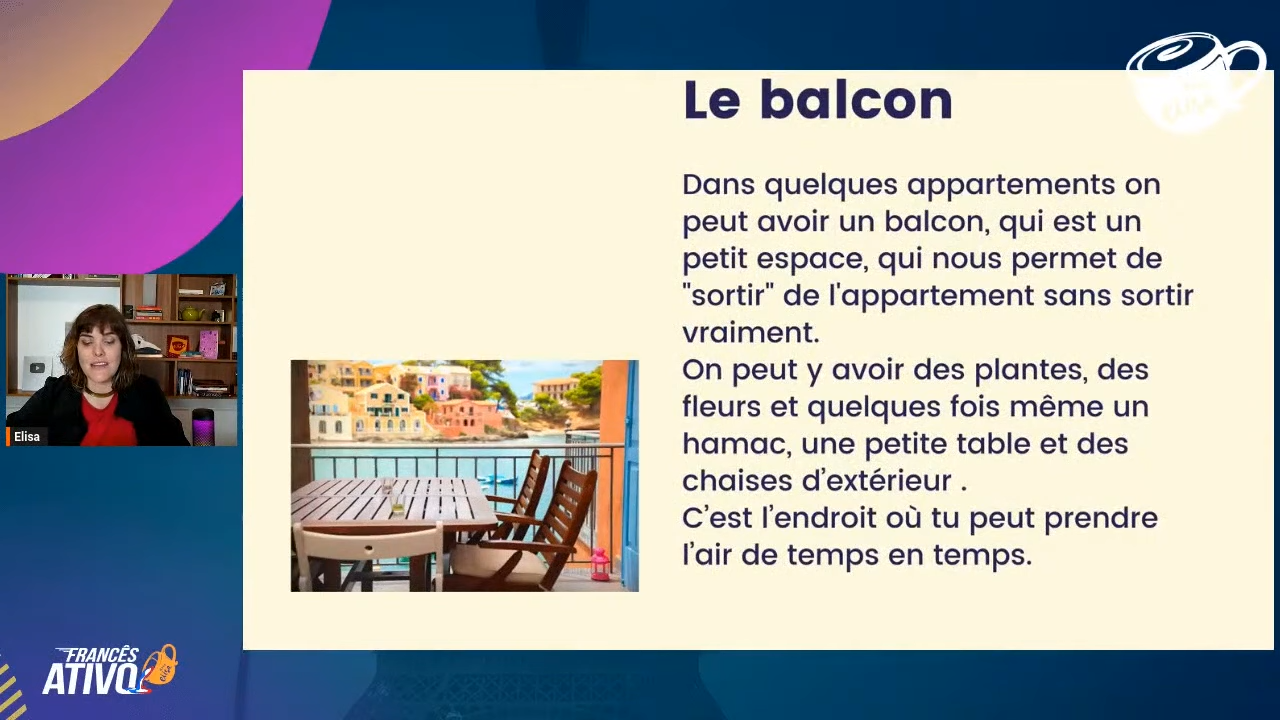 Le balcon
Dans quelques appartements on
peut avoir un balcon, qui est un
petit espace, qui nous permet de
"sortir" de l'appartement sans sortir
vraiment.
On peut y avoir des plantes, des
fleurs et quelques fois même un
hamac, une petite table et des
chaises d’extérieur .
C’est l’endroit où tu peut prendre
l’air de temps en temps.
Elisa
FRANCÊS
ATIVO